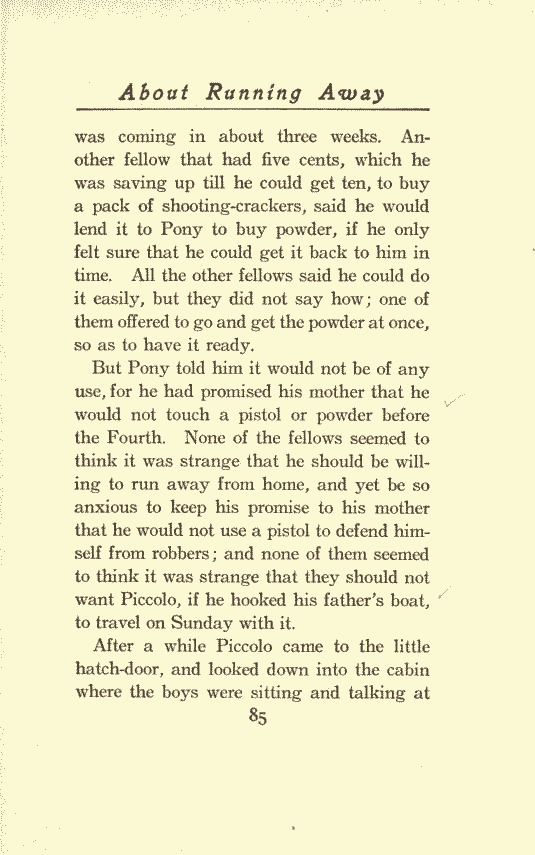 About Running Away
was coming in about three weeks. An-
other fellow that had five cents, which he
was saving up till he could get ten, to buy
a pack of shooting-crackers, said he would
lend it to Pony to buy powder, if he only
felt sure that he could get it back to him in
time. All the other fellows said he could do
it easily, but they did not say how; one of
them offered to go and get the powder at once,
so as to have it ready.
But Pony told him it would not be of any
use, for he had promised his mother that he
would not touch a pistol or powder before
the Fourth. None of the fellows seemed to
think it was strange that he should be will-
ing to run away from home, and yet be so
anxious to keep his promise to his mother
that he would not use a pistol to defend him-
self from robbers; and none of them seemed
to think it was strange that they should not
want Piccolo, if he hooked his father's boat,
to travel on Sunday with it.
After a while Piccolo came to the little
hatch-door, and looked down into the cabin
where the boys were sitting and talking at
85